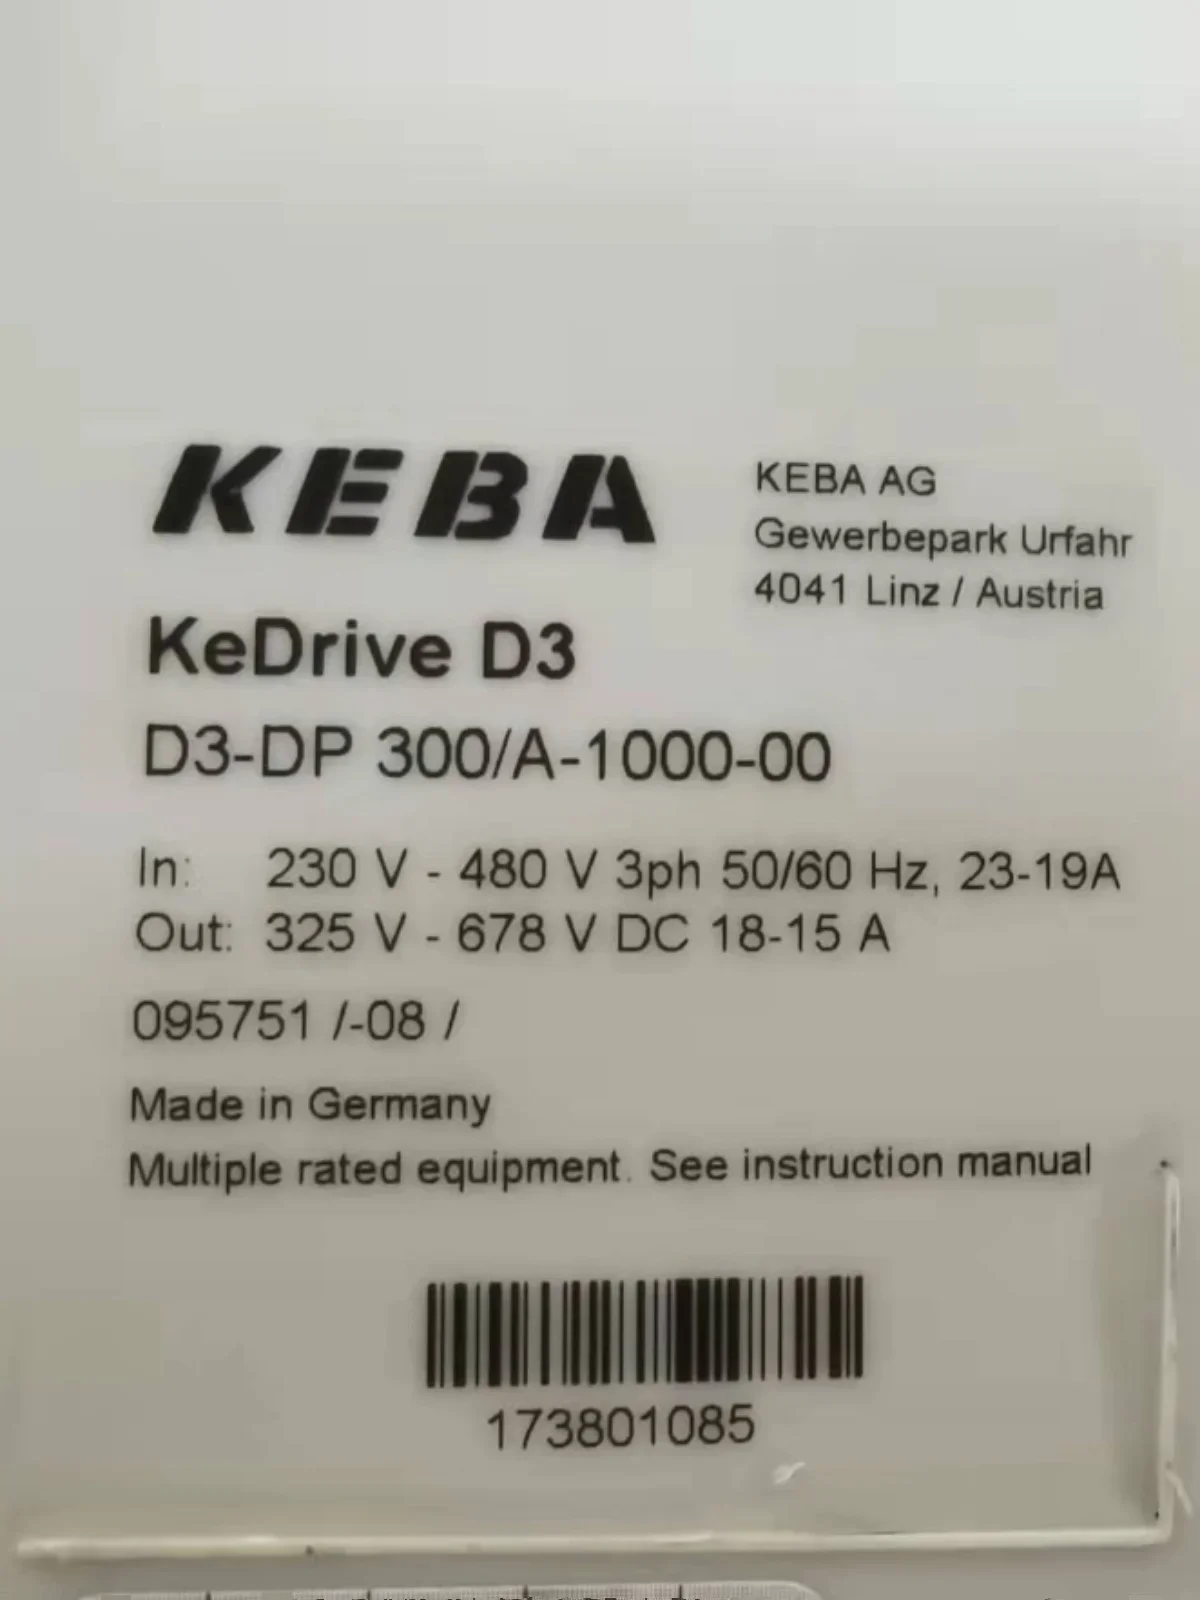 KEBA
KEBA AG
Gewerbepark Urfahr
4041 Linz / Austria
KeDrive D3
D3-DP 300/A-1000-00
In: 230 V - 480 V 3ph 50/60 Hz, 23-19A
Out: 325 V - 678 V DC 18-15 A
095751 /-08 /
Made in Germany
Multiple rated equipment. See instruction manual
173801085